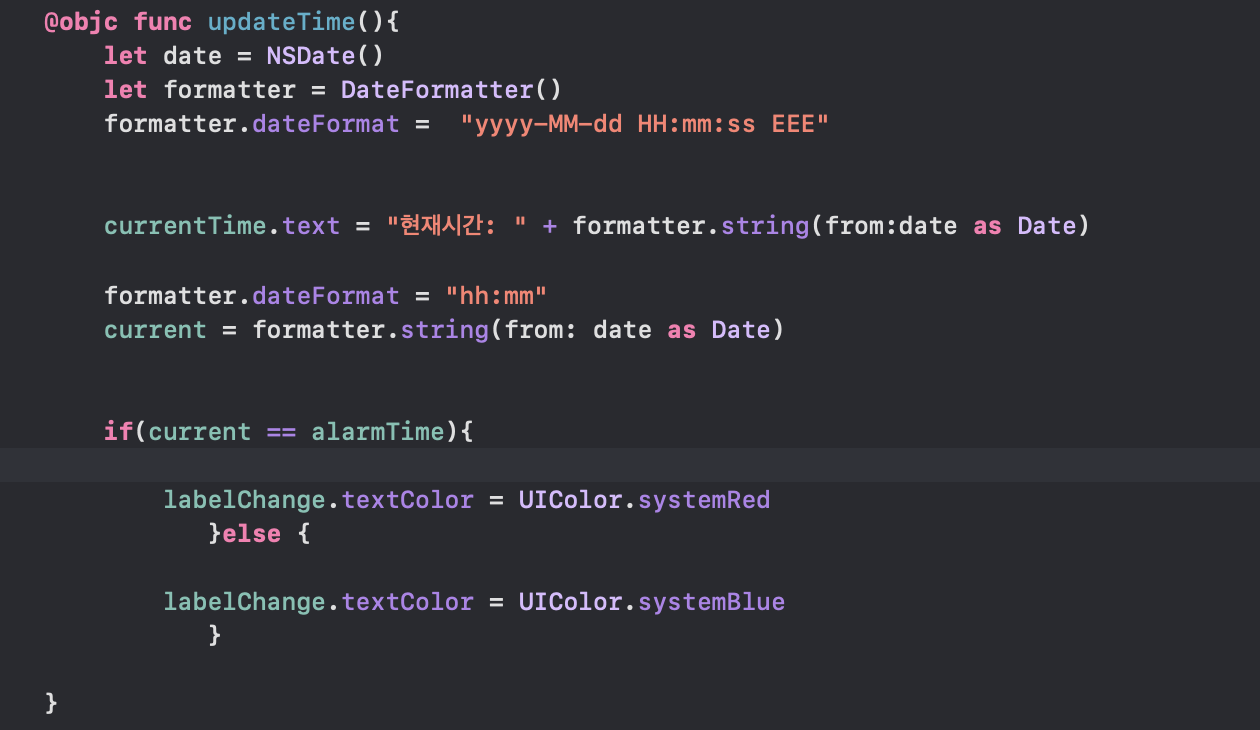 @objc func updateTime(){
let date = NSDate()
let formatter = DateFormatter()
formatter.dateFormat =  "yyyy-MM-dd HH:mm:ss EEE"
currentTime.text = "현재시간: " + formatter.string(from:date as Date)
formatter.dateFormat = "hh:mm"
current = formatter.string(from: date as Date)
if(current == alarmTime){
labelChange.textColor = UIColor.systemRed
}else {
labelChange.textColor = UIColor.systemBlue
}
}